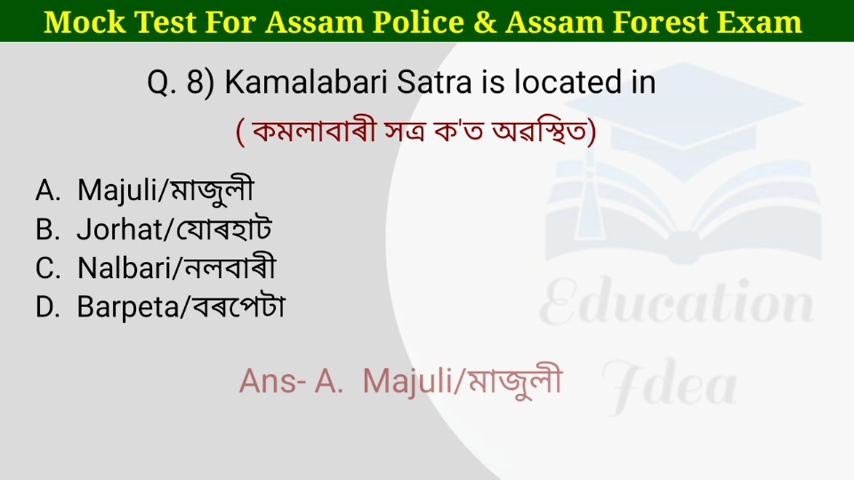 Mock Test For Assam Police & Assam Forest Exam
Q. 8) Kamalabari Satra is located in
( কমলাবাৰী সত্ৰ ক'ত অৱস্থিত)
A. Majuli/মাজুলী
B. Jorhat/যোৰহাট
C. Nalbari/নলবাৰী
D. Barpeta/বৰপেটা
Education
Idea
Ans- A. Majuli/মাজুলী